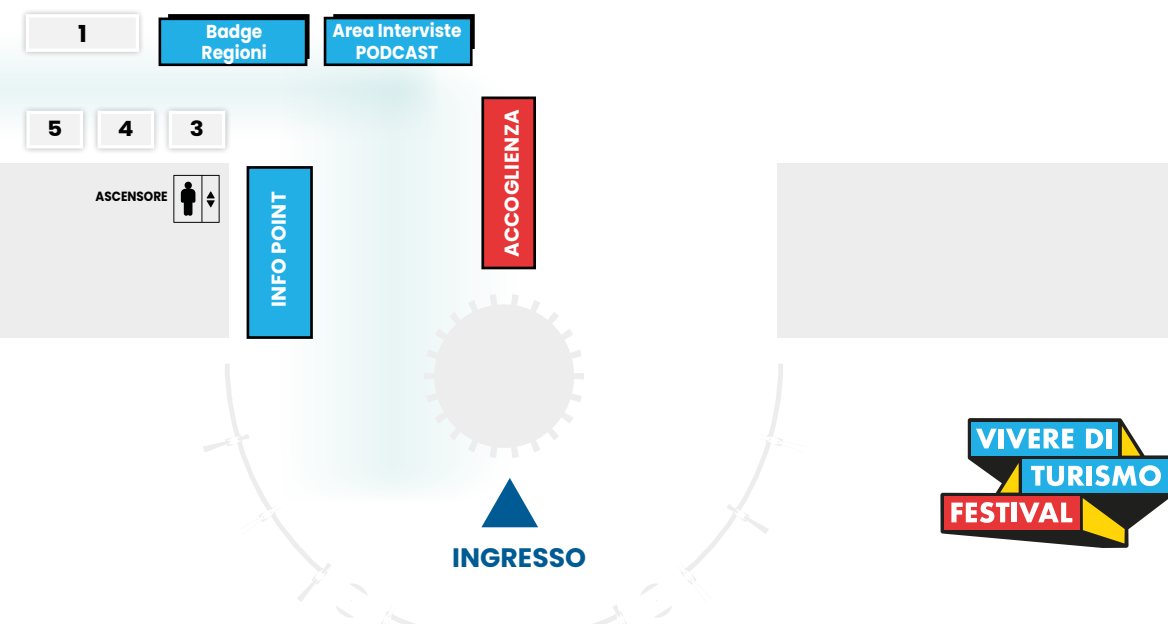 1
Badge
Regioni
Area Interviste
PODCAST
5
4
3
ACCOGLIENZA
ASCENSORE
INFO POINT
VIVERE DI
TURISMO
FESTIVAL
INGRESSO